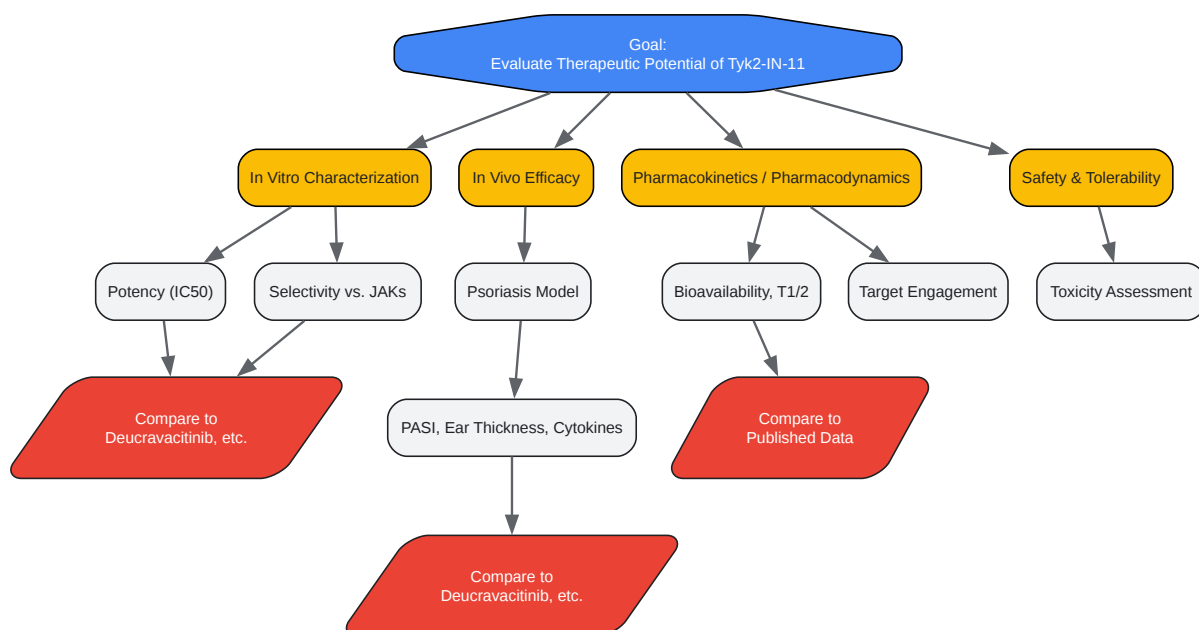 Goal:
Evaluate Therapeutic Potential of Tyk2-IN-11
In Vitro Characterization
In Vivo Efficacy
Pharmacokinetics / Pharmacodynamics
Safety & Tolerability
Potency (IC50)
Selectivity vs. JAKs
Psoriasis Model
Bioavailability, T1/2
Target Engagement
Toxicity Assessment
Compare to
Deucravacitinib, etc.
PASI, Ear Thickness, Cytokines
Compare to
Published Data
Compare to
Deucravacitinib, etc.